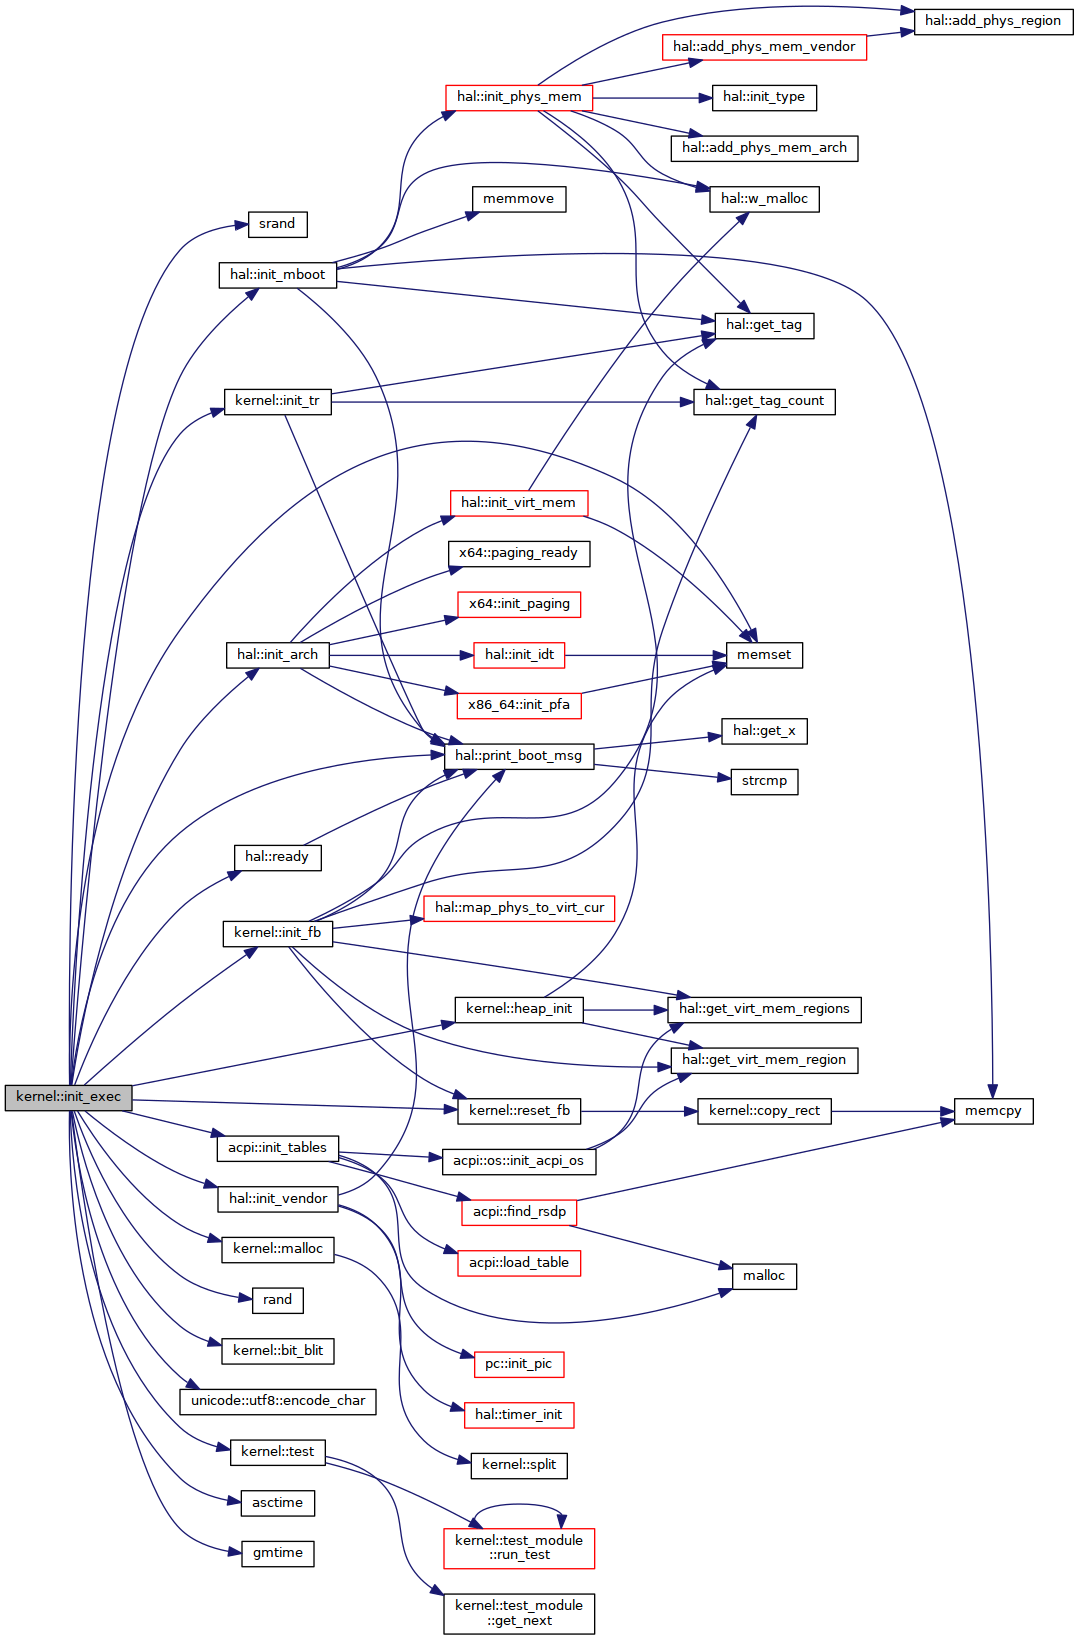 hal::add_phys_region
hal::add_phys_mem_vendor
hal::init_phys_mem
hal::init_type
hal::add_phys_mem_arch
memmove
hal::w_malloc
srand
hal::init_mboot
hal::get_tag
kernel::init_tr
hal::get_tag_count
hal::init_virt_mem
x64::paging_ready
x64::init_paging
hal::init_arch
hal::init_idt
memset
x86_64::init_pfa
hal::get_x
hal::print_boot_msg
strcmp
hal::ready
hal::map_phys_to_virt_cur
kernel::init_fb
kernel::heap_init
hal::get_virt_mem_regions
hal::get_virt_mem_region
kernel::init_exec
kernel::reset_fb
kernel::copy_rect
memcpy
acpi::init_tables
acpi::os::init_acpi_os
hal::init_vendor
acpi::find_rsdp
kernel::malloc
acpi::load_table
malloc
rand
kernel::bit_blit
pc::init_pic
unicode::utf8::encode_char
hal::timer_init
kernel::test
kernel::split
asctime
kernel::test_module
::run_test
gmtime
kernel::test_module
::get_next